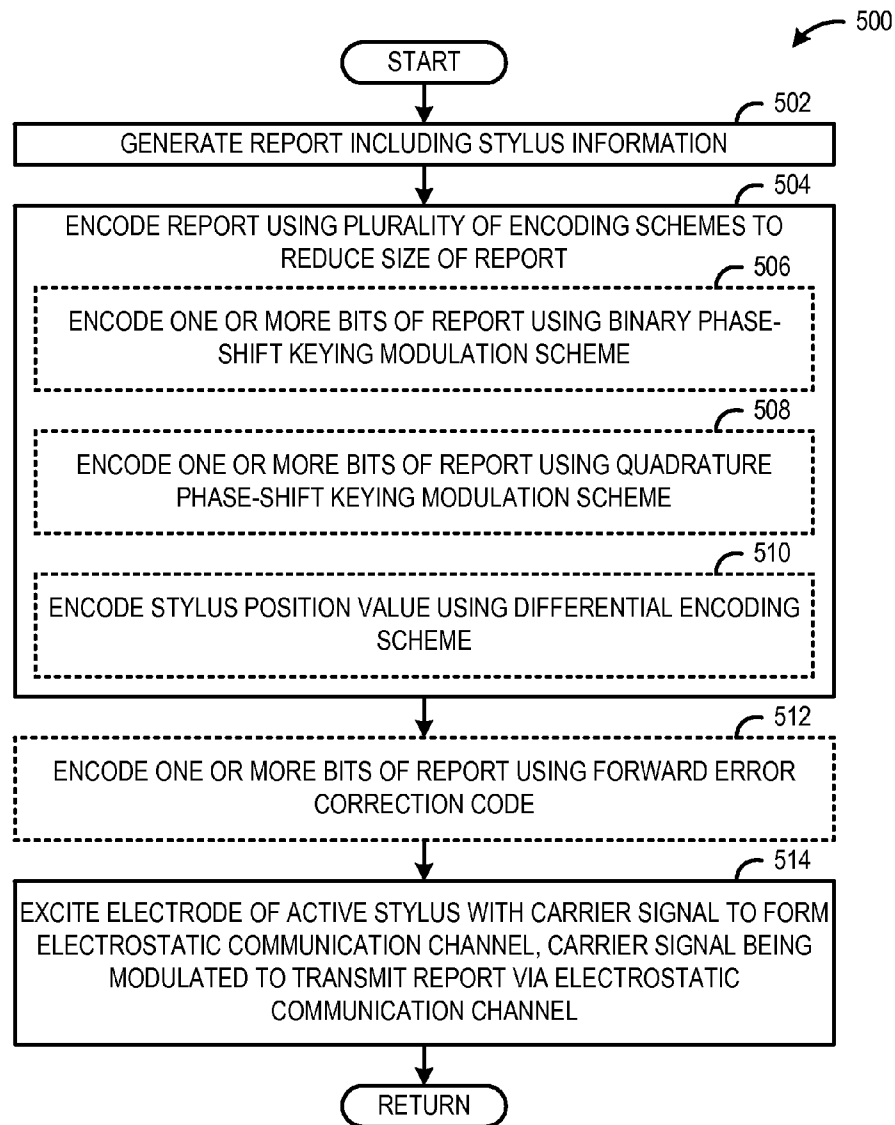 500
START
502
GENERATE REPORT INCLUDING STYLUS INFORMATION
504
ENCODE REPORT USING PLURALITY OF ENCODING SCHEMES TO
REDUCE SIZE OF REPORT
506
ENCODE ONE OR MORE BITS OF REPORT USING BINARY PHASE-
SHIFT KEYING MODULATION SCHEME
508
ENCODE ONE OR MORE BITS OF REPORT USING QUADRATURE
PHASE-SHIFT KEYING MODULATION SCHEME
510
ENCODE STYLUS POSITION VALUE USING DIFFERENTIAL ENCODING
SCHEME
512
ENCODE ONE OR MORE BITS OF REPORT USING FORWARD ERROR
CORRECTION CODE
514
EXCITE ELECTRODE OF ACTIVE STYLUS WITH CARRIER SIGNAL TO FORM
ELECTROSTATIC COMMUNICATION CHANNEL, CARRIER SIGNAL BEING
MODULATED TO TRANSMIT REPORT VIA ELECTROSTATIC
COMMUNICATION CHANNEL
RETURN